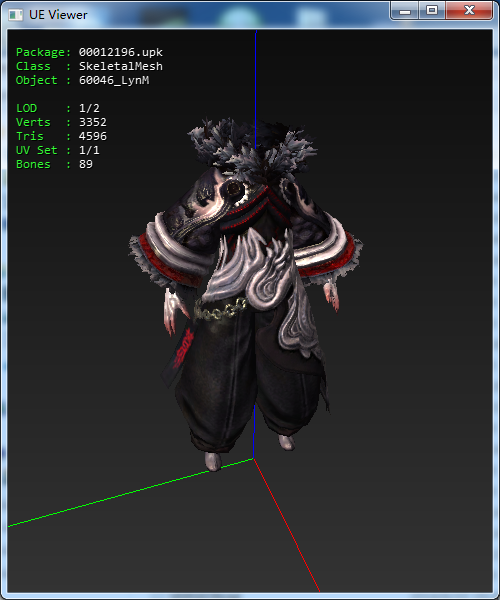 UE Viewer
Package: 00012196.upk
Class : SkeletalMesh
Object : 60046_LynM
LOD : 1/2
Verts : 3352
Tris : 4596
UV Set : 1/1
Bones : 89